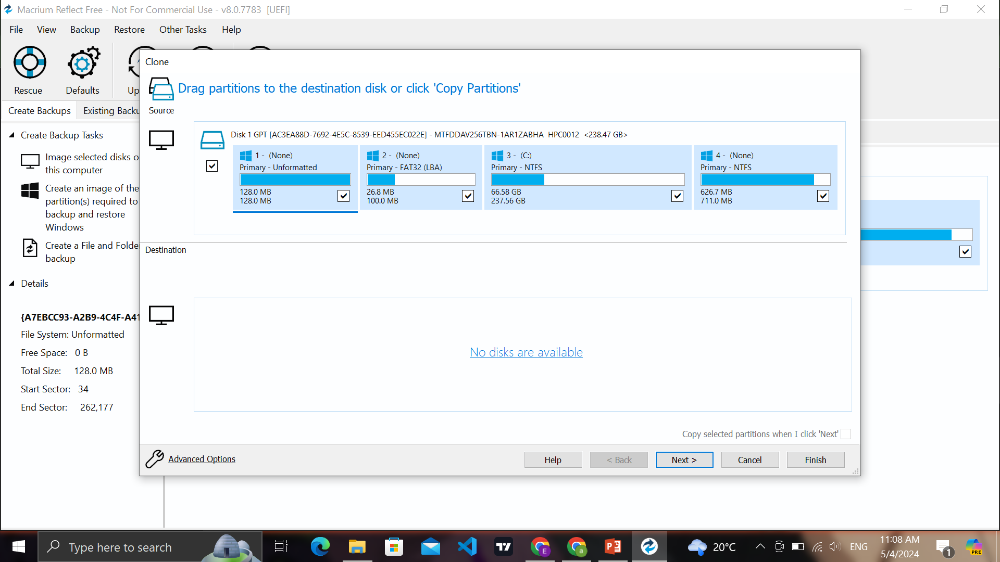 Macrium Reflect Free - Not For Commercial Use - v8.0.7783 [UEFI]
File View Backup Restore Other Tasks Help
Rescue Defaults Up
Create Backups Existing Backu
Create Backup Tasks
Image selected disks o
this computer
Create an image of the
partition(s) required to
backup and restore
Windows
Create a File and Folde
backup
Details
{A7EBCC93-A2B9-4C4F-A41
File System: Unformatted
Free Space: 0 B
Total Size: 128.0 MB
Start Sector: 34
End Sector: 262,177
Clone
Drag partitions to the destination disk or click 'Copy Partitions'
Source
Disk 1 GPT [AC3EA88D-7692-4E5C-8539-EED455EC022E] - MTFDDAV256TBN-1AR1ZABHA HPC0012 <238.47 GB>
1 - (None)
Primary - Unformatted
128.0 MB
128.0 MB
2 - (None)
Primary - FAT32 (LBA)
26.8 MB
100.0 MB
3 - (C:)
Primary - NTFS
66.58 GB
237.56 GB
4 - (None)
Primary - NTFS
626.7 MB
711.0 MB
Destination
No disks are available
Copy selected partitions when I click 'Next'
Advanced Options
Help < Back Next > Cancel Finish
Type here to search
E
a
20°C
ENG
11:08 AM
5/4/2024
1
PRE